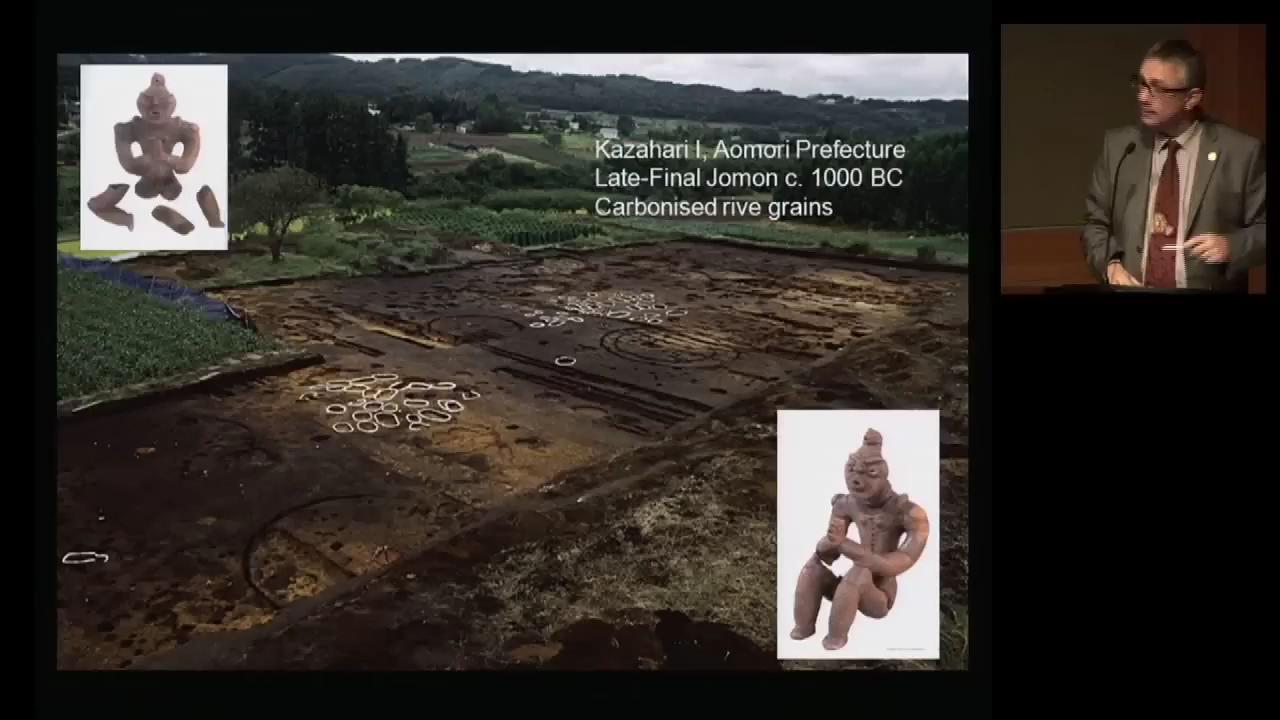 Kazahari I, Aomori Prefecture
Late-Final Jomon c. 1000 BC
Carbonised rive grains